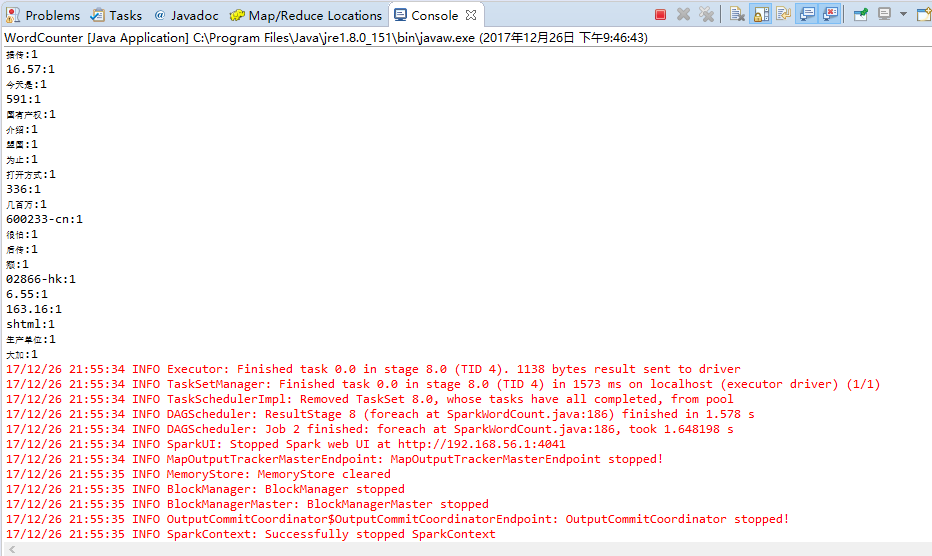 Problems Tasks @ Javadoc Map/Reduce Locations Console
WordCounter [Java Application] C:\Program Files\Java\jre1.8.0_151\bin\javaw.exe (2017年12月26日 下午9:46:43)
:1
16.57:1
今天是:1
591:1
国有产权:1
介绍:1
盟国:1
为止:1
打开方式:1
336:1
几百万:1
600233-cn:1
很怕:1
后传:1
:1
02866-hk:1
6.55:1
163.16:1
shtml:1
生产单位:1
大加:1
17/12/26 21:55:34 INFO Executor: Finished task 0.0 in stage 8.0 (TID 4). 1138 bytes result sent to driver
17/12/26 21:55:34 INFO TaskSetManager: Finished task 0.0 in stage 8.0 (TID 4) in 1573 ms on localhost (executor driver) (1/1)
17/12/26 21:55:34 INFO TaskSchedulerImpl: Removed TaskSet 8.0, whose tasks have all completed, from pool
17/12/26 21:55:34 INFO DAGScheduler: ResultStage 8 (foreach at SparkWordCount.java:186) finished in 1.578 s
17/12/26 21:55:34 INFO DAGScheduler: Job 2 finished: foreach at SparkWordCount.java:186, took 1.648198 s
17/12/26 21:55:34 INFO SparkUI: Stopped Spark web UI at http://192.168.56.1:4041
17/12/26 21:55:34 INFO MapOutputTrackerMasterEndpoint: MapOutputTrackerMasterEndpoint stopped!
17/12/26 21:55:35 INFO MemoryStore: MemoryStore cleared
17/12/26 21:55:35 INFO BlockManager: BlockManager stopped
17/12/26 21:55:35 INFO BlockManagerMaster: BlockManagerMaster stopped
17/12/26 21:55:35 INFO OutputCommitCoordinator$OutputCommitCoordinatorEndpoint: OutputCommitCoordinator stopped!
17/12/26 21:55:35 INFO SparkContext: Successfully stopped SparkContext